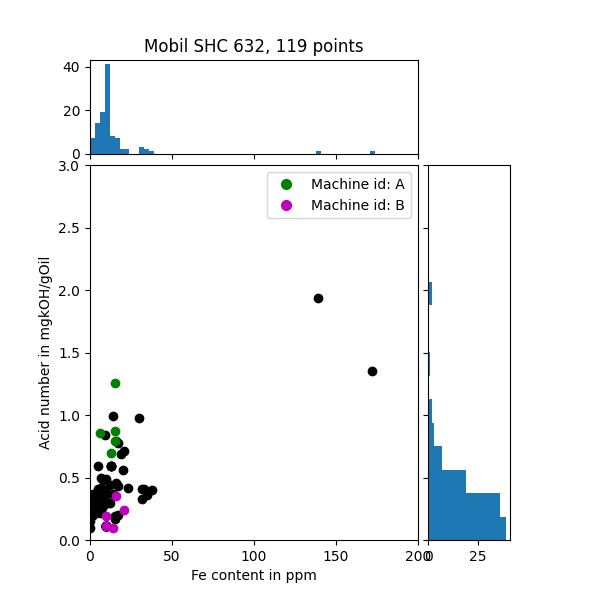 Mobil SHC 632, 119 points
40
20
0
3.0
2.5
2.0
1.5
1.0
0.5
0.0
Acid number in mgkOH/gOil
Machine id: A
Machine id: B
0 50 100 150 200
0 25
Fe content in ppm